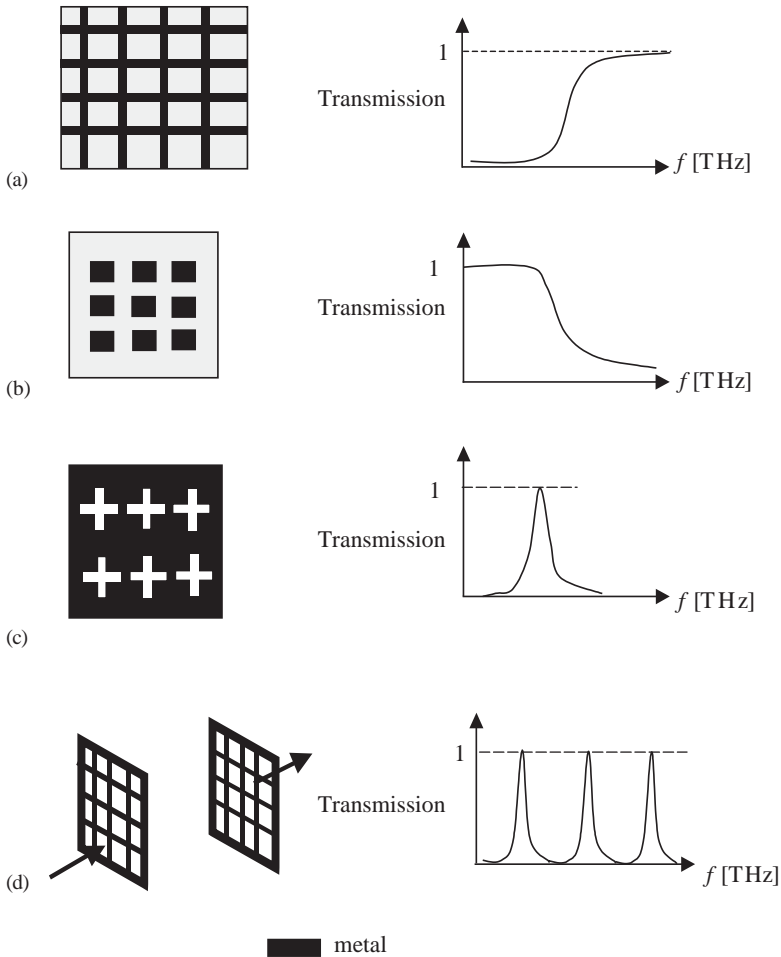 1
Transmission
f [THz]
(a)
1
Transmission
f [THz]
(b)
1
Transmission
f [THz]
(c)
1
Transmission
f [THz]
(d)
metal